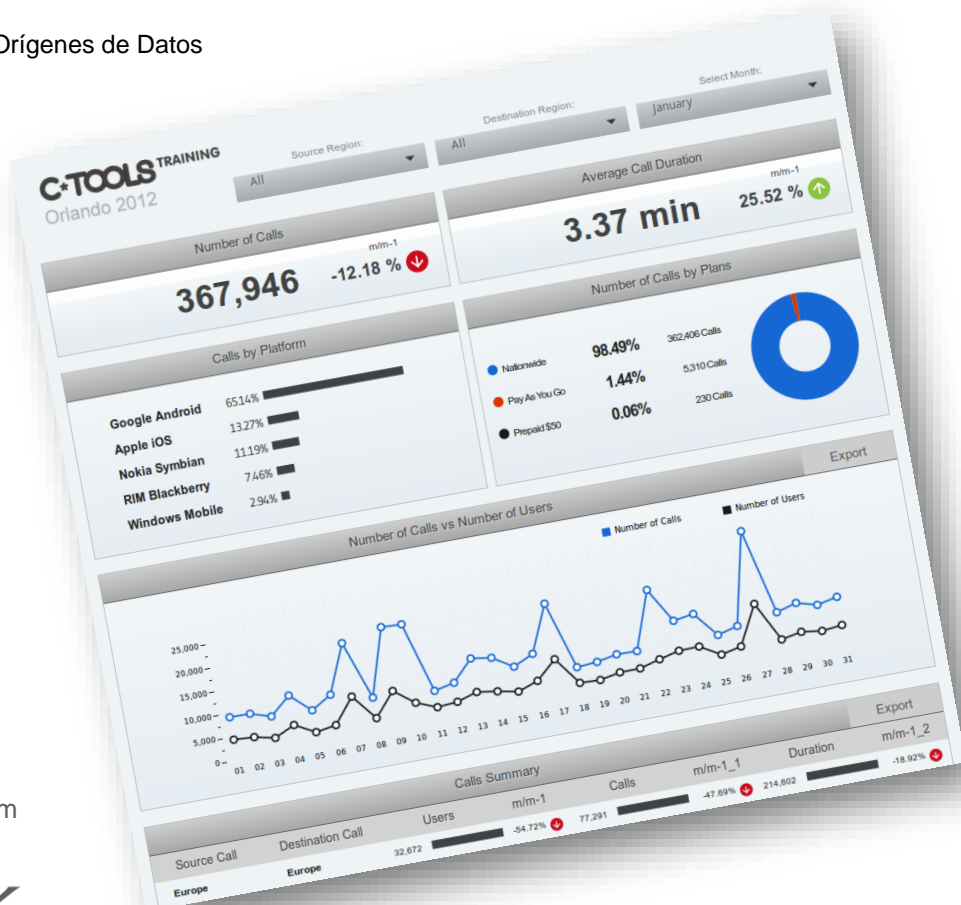 Orígenes de Datos
C*TOOLS TRAINING
Orlando 2012
Source Region:
All
Destination Region:
All
Select Month:
January
Number of Calls
367,946
m/m-1
-12.18 %
Average Call Duration
3.37 min
m/m-1
25.52 %
Calls by Platform
Google Android 65.14%
Apple iOS 13.27%
Nokia Symbian 11.19%
RIM Blackberry 7.46%
Windows Mobile 2.94%
Number of Calls by Plans
Nationwide 98.49% 362,406 Calls
Pay As You Go 1.44% 5,310 Calls
Prepaid $50 0.06% 230 Calls
Number of Calls vs Number of Users
Export
Number of Calls Number of Users
25,000
20,000
15,000
10,000
5,000
0
01 02 03 04 05 06 07 08 09 10 11 12 13 14 15 16 17 18 19 20 21 22 23 24 25 26 27 28 29 30 31
Calls Summary
Export
Source Call Destination Call Users m/m-1 Calls m/m-1_1 Duration m/m-1_2
Europe Europe 32,672 -54.72% 77,291 -47.69% 214,602 -18.92%
m